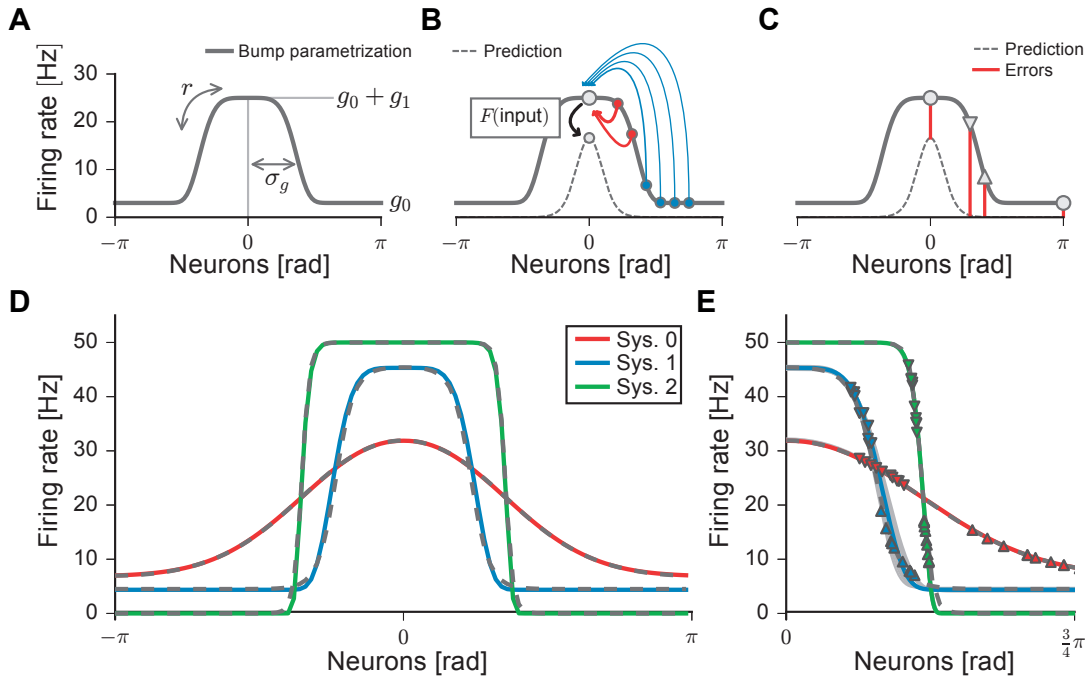 A
Bump parametrization
Firing rate [Hz]
30
20
10
0
r
g₀ + g₁
σg
g₀
−π
0
π
Neurons [rad]
B
Prediction
F(input)
−π
0
π
Neurons [rad]
C
Prediction
Errors
−π
0
π
Neurons [rad]
D
Firing rate [Hz]
50
40
30
20
10
0
Sys. 0
Sys. 1
Sys. 2
−π
0
π
Neurons [rad]
E
Firing rate [Hz]
50
40
30
20
10
0
0
3/4 π
Neurons [rad]